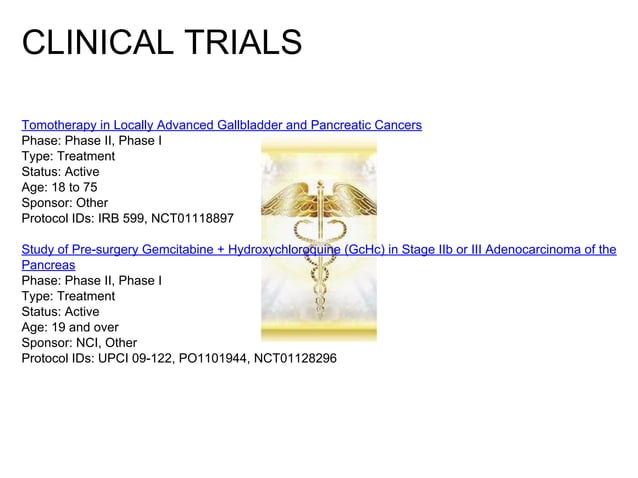 CLINICAL TRIALS
Tomotherapy in Locally Advanced Gallbladder and Pancreatic Cancers
Phase: Phase II, Phase I
Type: Treatment
Status: Active
Age: 18 to 75
Sponsor: Other
Protocol IDs: IRB 599, NCT01118897
Study of Pre-surgery Gemcitabine + Hydroxychloroquine (GcHc) in Stage IIb or III Adenocarcinoma of the
Pancreas
Phase: Phase II, Phase I
Type: Treatment
Status: Active
Age: 19 and over
Sponsor: NCI, Other
Protocol IDs: UPCI 09-122, PO1101944, NCT01128296